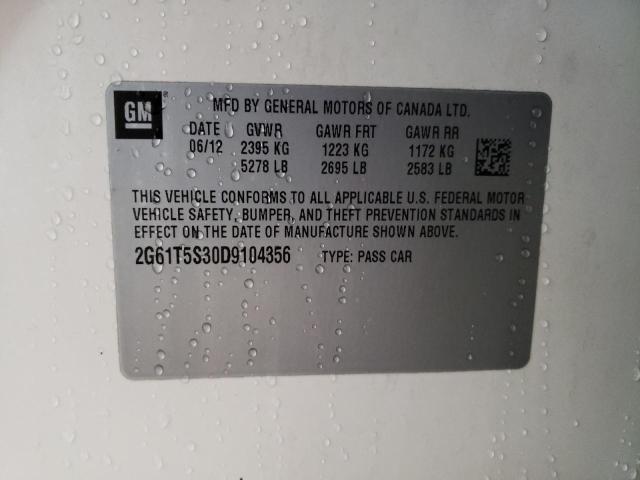 GM
MFD BY GENERAL MOTORS OF CANADA LTD.
DATE GVWR GAWR FRT GAWR RR
06/12 2395 KG 1223 KG 1172 KG
5278 LB 2695 LB 2583 LB
THIS VEHICLE CONFORMS TO ALL APPLICABLE U.S. FEDERAL MOTOR
VEHICLE SAFETY, BUMPER, AND THEFT PREVENTION STANDARDS IN
EFFECT ON THE DATE OF MANUFACTURE SHOWN ABOVE.
2G61T5S30D9104356 TYPE: PASS CAR